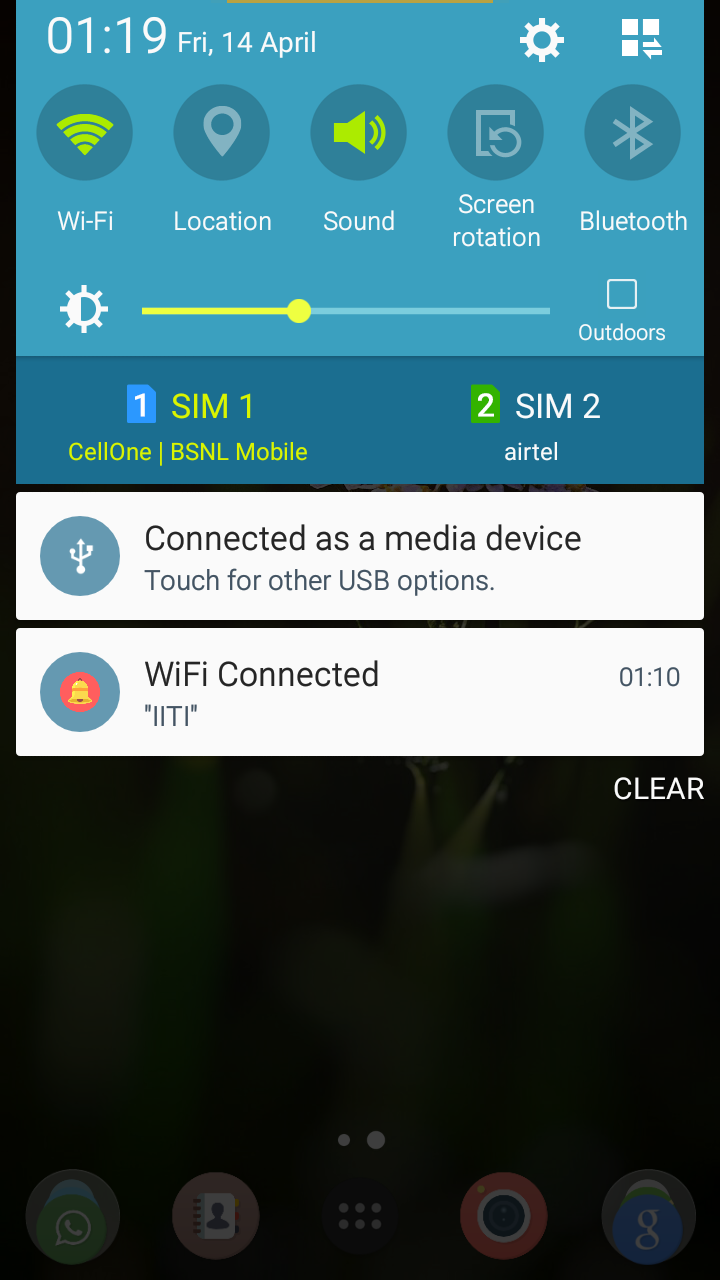 01:19 Fri, 14 April
Wi-Fi
Location
Sound
Screen
rotation
Bluetooth
Outdoors
1 SIM 1
CellOne | BSNL Mobile
2 SIM 2
airtel
Connected as a media device
Touch for other USB options.
WiFi Connected 01:10
"IITI"
CLEAR
g